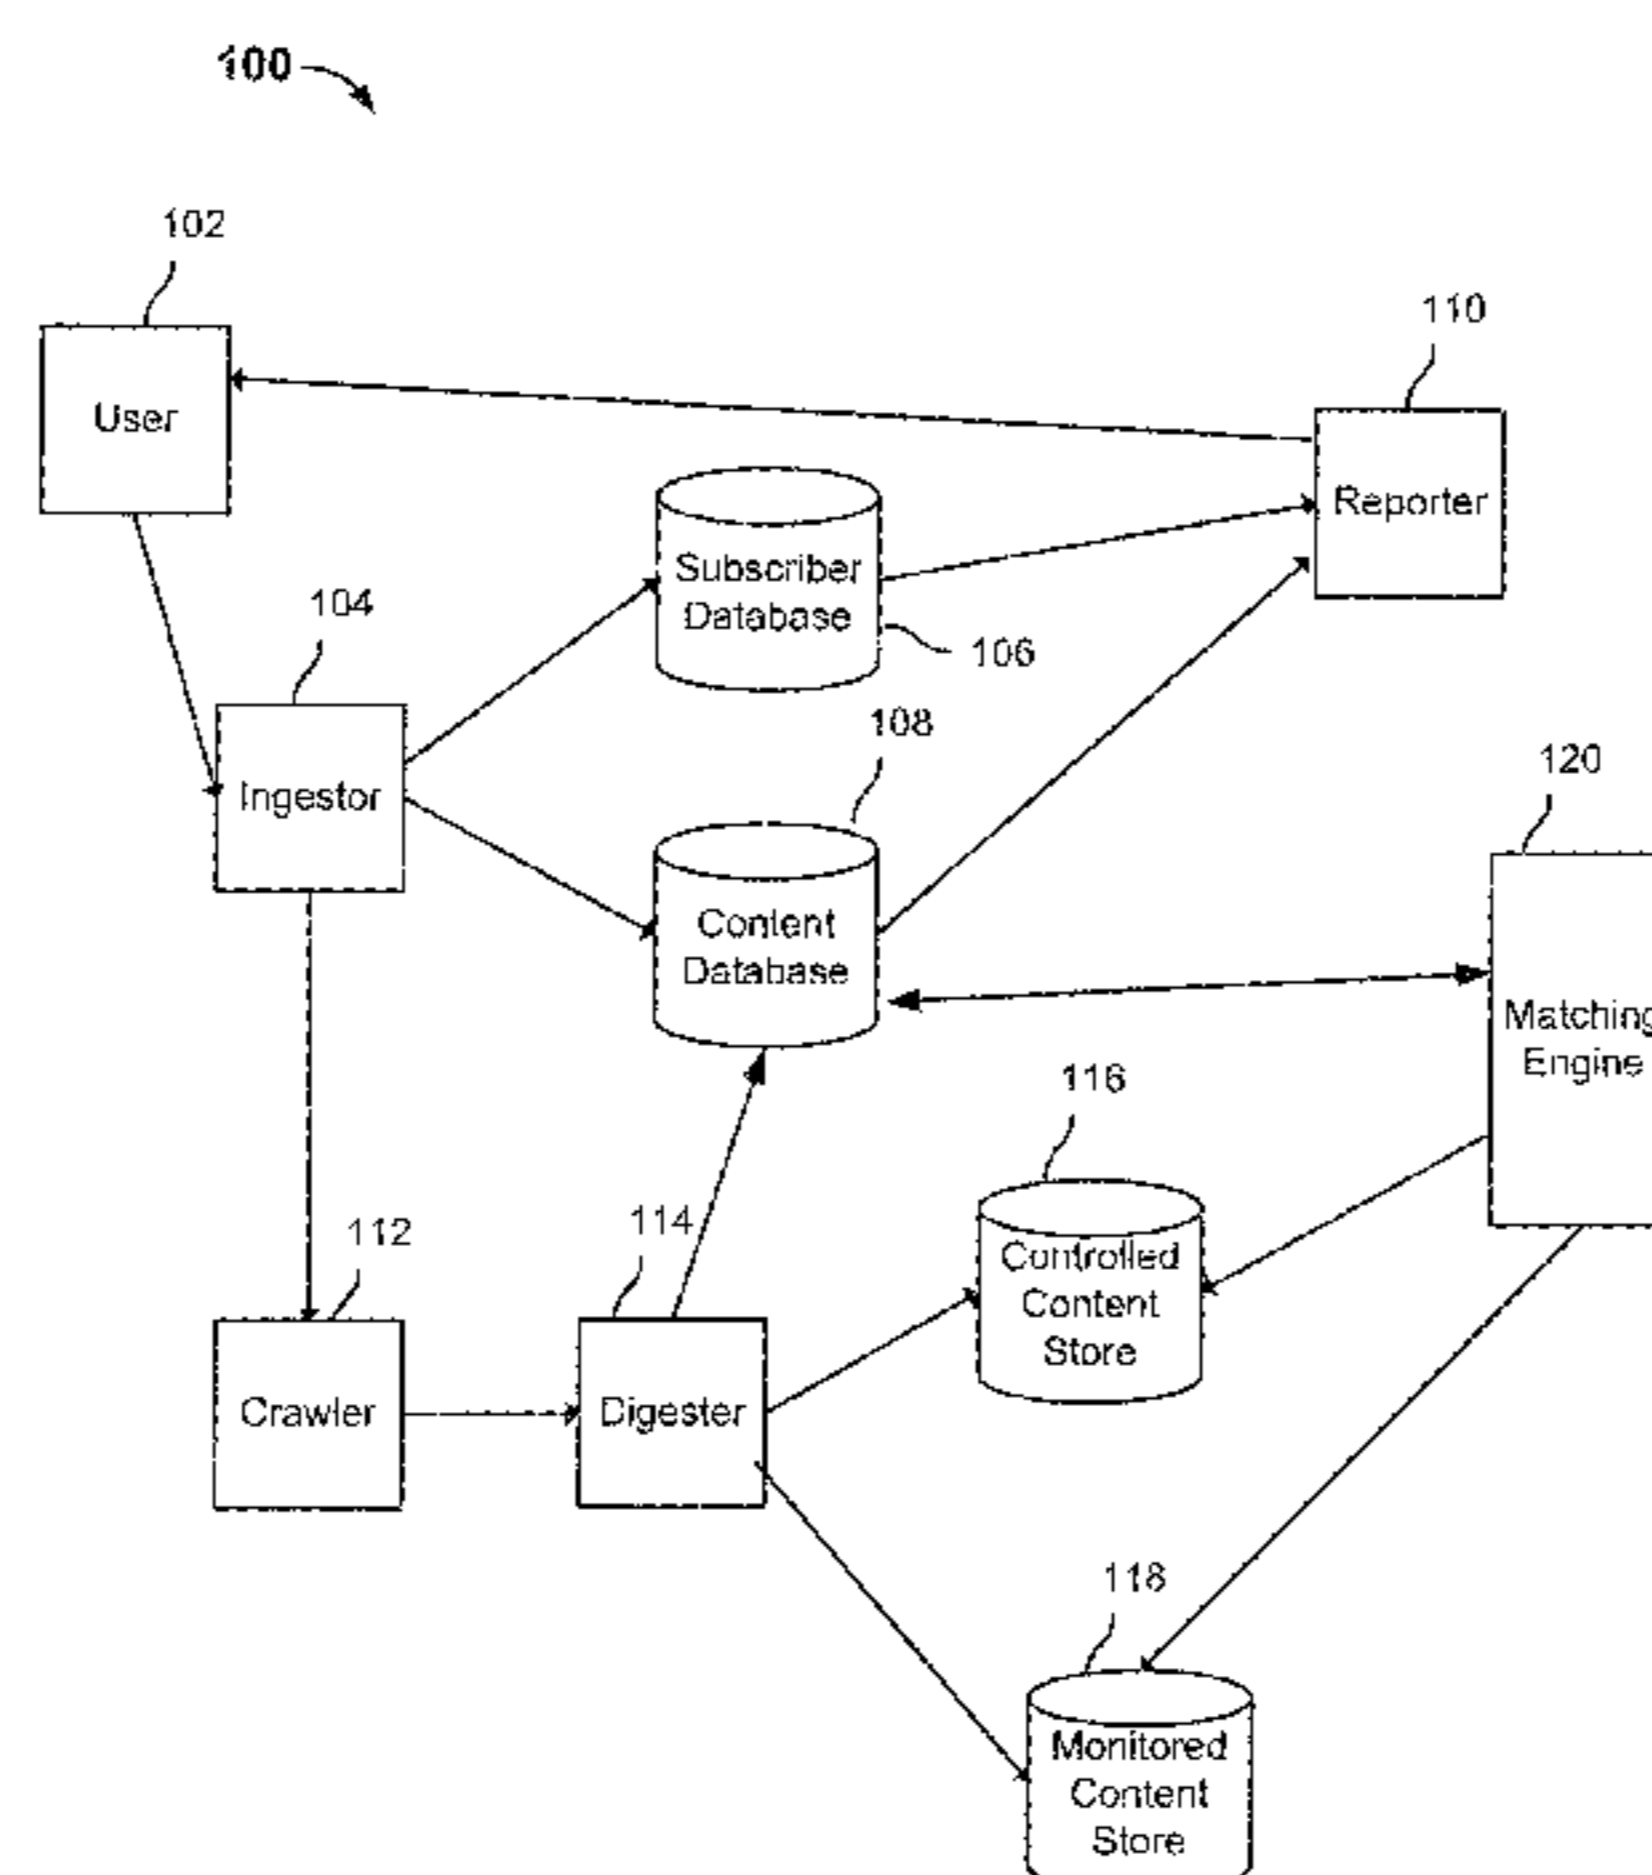 100
102
110
User
Reporter
Subscriber
Database
104
106
108
Ingestor
120
Content
Database
Matching
Engine
116
112
114
Controlled
Content
Store
Crawler
Digester
118
Monitored
Content
Store